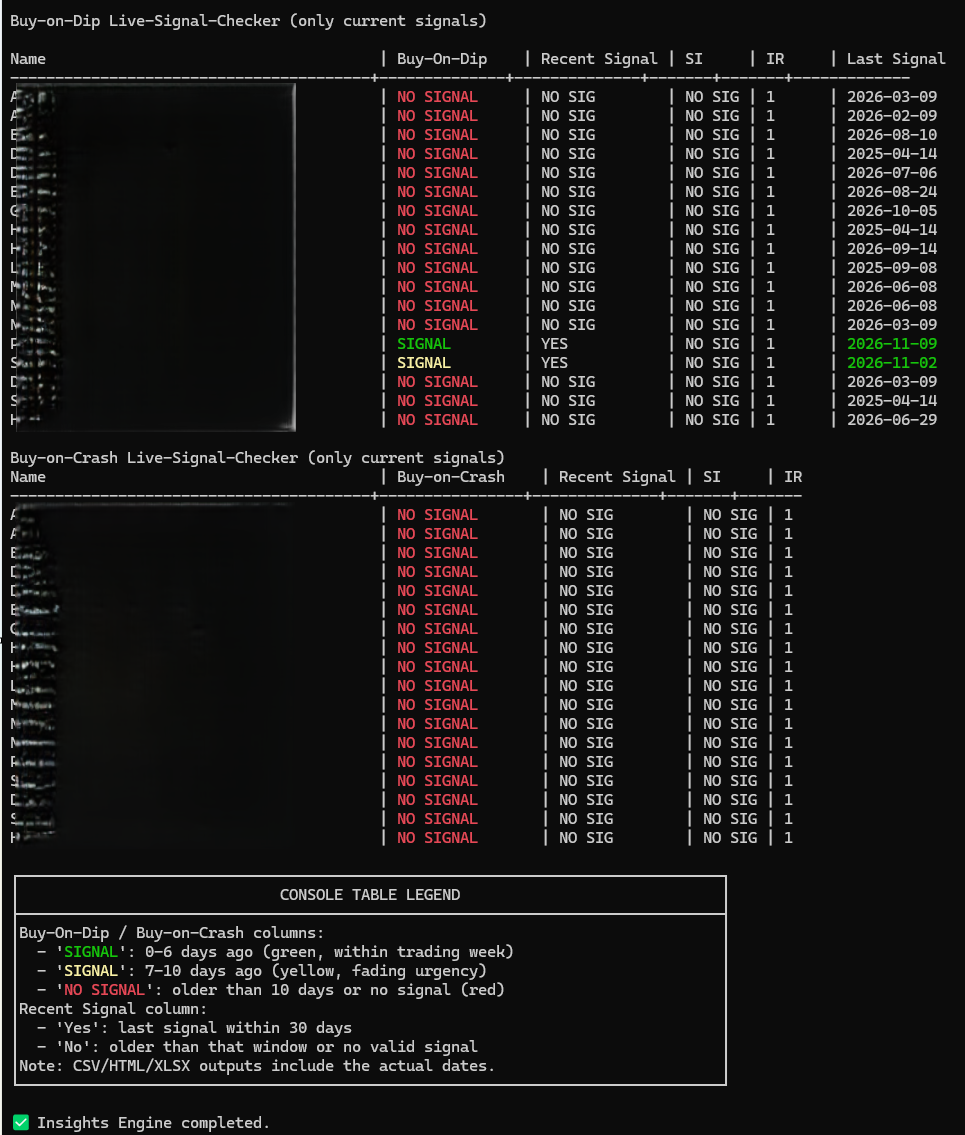 Buy-on-Dip Live-Signal-Checker (only current signals)
Name | Buy-On-Dip | Recent Signal | SI | IR | Last Signal
A | NO SIGNAL | NO SIG | NO SIG | 1 | 2026-03-09
A | NO SIGNAL | NO SIG | NO SIG | 1 | 2026-02-09
E | NO SIGNAL | NO SIG | NO SIG | 1 | 2026-08-10
D | NO SIGNAL | NO SIG | NO SIG | 1 | 2025-04-14
D | NO SIGNAL | NO SIG | NO SIG | 1 | 2026-07-06
E | NO SIGNAL | NO SIG | NO SIG | 1 | 2026-08-24
G | NO SIGNAL | NO SIG | NO SIG | 1 | 2026-10-05
H | NO SIGNAL | NO SIG | NO SIG | 1 | 2025-04-14
H | NO SIGNAL | NO SIG | NO SIG | 1 | 2026-09-14
L | NO SIGNAL | NO SIG | NO SIG | 1 | 2025-09-08
M | NO SIGNAL | NO SIG | NO SIG | 1 | 2026-06-08
M | NO SIGNAL | NO SIG | NO SIG | 1 | 2026-06-08
| NO SIGNAL | NO SIG | NO SIG | 1 | 2026-03-09
| SIGNAL | YES | NO SIG | 1 | 2026-11-09
S | SIGNAL | YES | NO SIG | 1 | 2026-11-02
D | NO SIGNAL | NO SIG | NO SIG | 1 | 2026-03-09
S | NO SIGNAL | NO SIG | NO SIG | 1 | 2025-04-14
H | NO SIGNAL | NO SIG | NO SIG | 1 | 2026-06-29
Buy-on-Crash Live-Signal-Checker (only current signals)
Name | Buy-on-Crash | Recent Signal | SI | IR
A | NO SIGNAL | NO SIG | NO SIG | 1
A | NO SIGNAL | NO SIG | NO SIG | 1
E | NO SIGNAL | NO SIG | NO SIG | 1
D | NO SIGNAL | NO SIG | NO SIG | 1
D | NO SIGNAL | NO SIG | NO SIG | 1
E | NO SIGNAL | NO SIG | NO SIG | 1
G | NO SIGNAL | NO SIG | NO SIG | 1
H | NO SIGNAL | NO SIG | NO SIG | 1
H | NO SIGNAL | NO SIG | NO SIG | 1
L | NO SIGNAL | NO SIG | NO SIG | 1
M | NO SIGNAL | NO SIG | NO SIG | 1
M | NO SIGNAL | NO SIG | NO SIG | 1
| NO SIGNAL | NO SIG | NO SIG | 1
| NO SIGNAL | NO SIG | NO SIG | 1
S | NO SIGNAL | NO SIG | NO SIG | 1
D | NO SIGNAL | NO SIG | NO SIG | 1
S | NO SIGNAL | NO SIG | NO SIG | 1
H | NO SIGNAL | NO SIG | NO SIG | 1
CONSOLE TABLE LEGEND
Buy-On-Dip / Buy-on-Crash columns:
- 'SIGNAL': 0-6 days ago (green, within trading week)
- 'SIGNAL': 7-10 days ago (yellow, fading urgency)
- 'NO SIGNAL': older than 10 days or no signal (red)
Recent Signal column:
- 'Yes': last signal within 30 days
- 'No': older than that window or no valid signal
Note: CSV/HTML/XLSX outputs include the actual dates.
✅ Insights Engine completed.